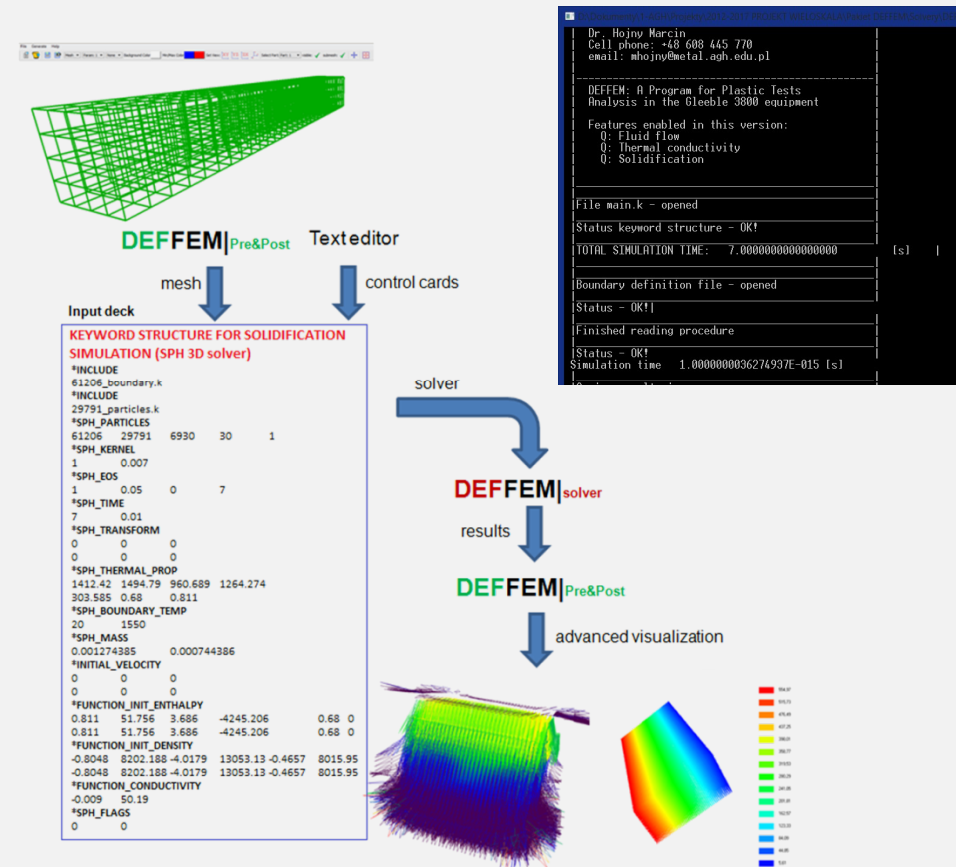 File Generate Help
Dr. Hojny Marcin
Cell phone: +48 608 445 770
email: mhojny@metal.agh.edu.pl
DEFFEM: A Program for Plastic Tests
Analysis in the Gleeble 3800 equipment
Features enabled in this version:
Q: Fluid flow
Q: Thermal conductivity
Q: Solidification
File main.k - opened
Status keyword structure - OK!
TOTAL SIMULATION TIME: 7.0000000000000000 [s]
Boundary definition file - opened
Status - OK!
Finished reading procedure
Status - OK!
Simulation time 1.0000000036274937E-015 [s]
DEFFEM|Pre&Post Text editor
mesh control cards
Input deck
KEYWORD STRUCTURE FOR SOLIDIFICATION
SIMULATION (SPH 3D solver)
*INCLUDE
61206_boundary.k
*INCLUDE
29791_particles.k
*SPH_PARTICLES
61206 29791 6930 30 1
*SPH_KERNEL
1 0.007
*SPH_EOS
1 0.05 0 7
*SPH_TIME
7 0.01
*SPH_TRANSFORM
0 0 0
0 0 0
*SPH_THERMAL_PROP
1412.42 1494.79 960.689 1264.274
303.585 0.68 0.811
*SPH_BOUNDARY_TEMP
20 1550
*SPH_MASS
0.001274385 0.000744386
*INITIAL_VELOCITY
0 0 0
0 0 0
*FUNCTION_INIT_ENTHALPY
0.811 51.756 3.686 -4245.206 0.68 0
0.811 51.756 3.686 -4245.206 0.68 0
*FUNCTION_INIT_DENSITY
-0.8048 8202.188 -4.0179 13053.13 -0.4657 8015.95
-0.8048 8202.188 -4.0179 13053.13 -0.4657 8015.95
*FUNCTION_CONDUCTIVITY
-0.009 50.19
*SPH_FLAGS
0 0
solver
DEFFEM|solver
results
DEFFEM|Pre&Post
advanced visualization